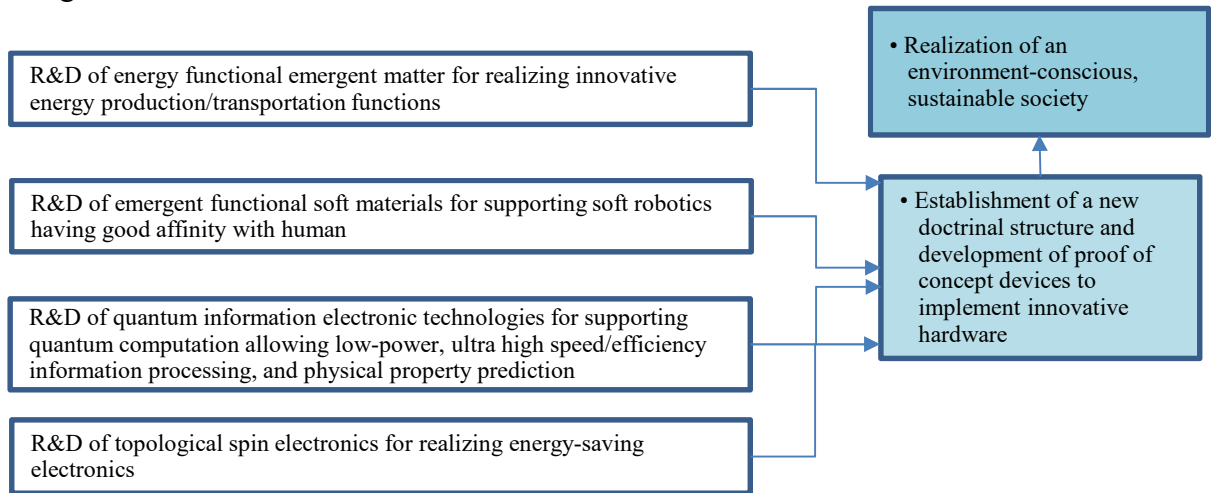 R&D of energy functional emergent matter for realizing innovative
energy production/transportation functions
R&D of emergent functional soft materials for supporting soft robotics
having good affinity with human
R&D of quantum information electronic technologies for supporting
quantum computation allowing low-power, ultra high speed/efficiency
information processing, and physical property prediction
R&D of topological spin electronics for realizing energy-saving
electronics
• Realization of an
environment-conscious,
sustainable society
• Establishment of a new
doctrinal structure and
development of proof of
concept devices to
implement innovative
hardware